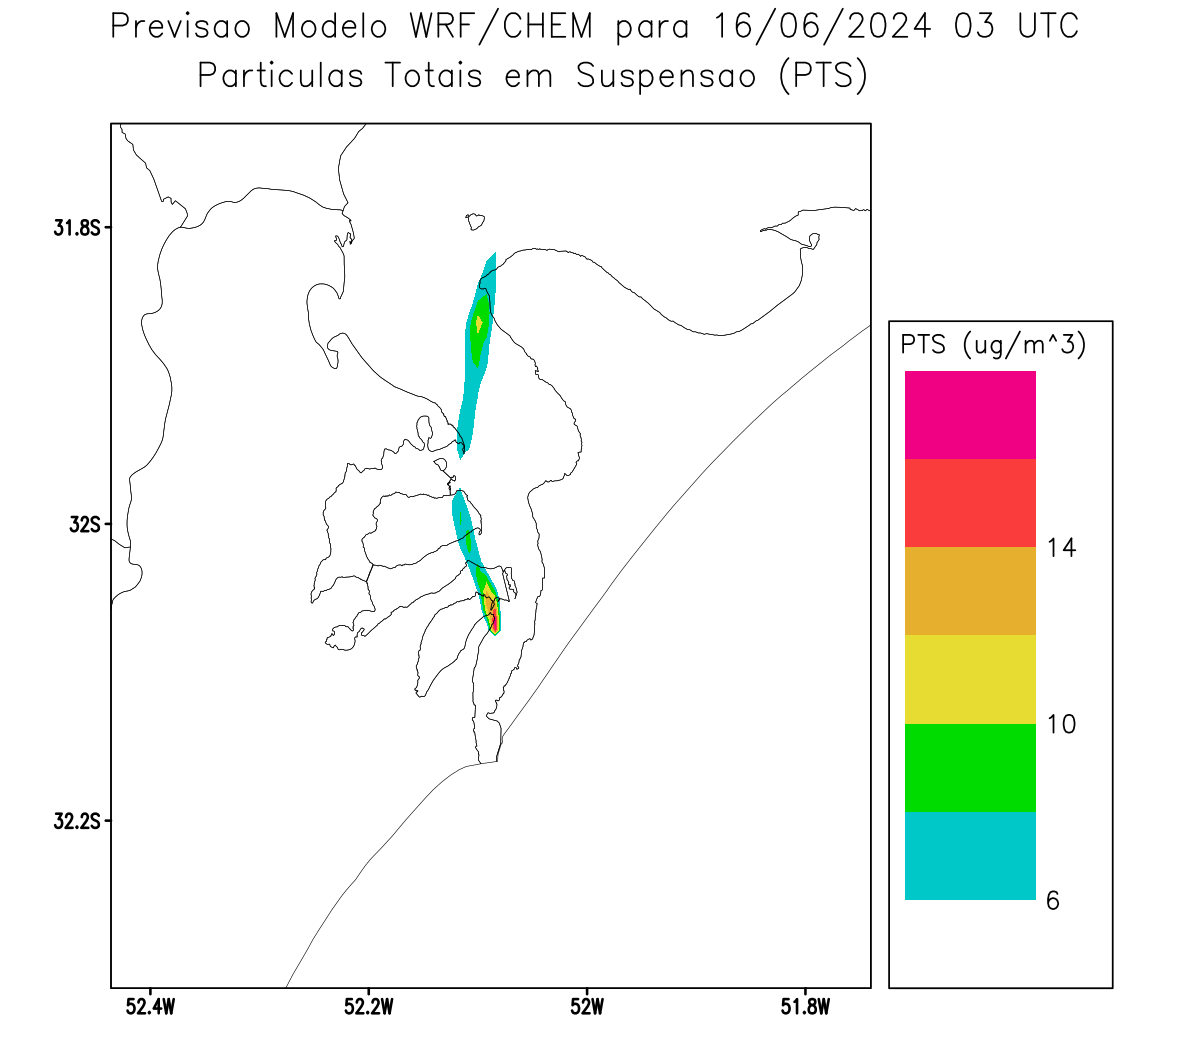 Previsao Modelo WRF/CHEM para 16/06/2024 03 UTC
Particulas Totais em Suspensao (PTS)
31.8S
32S
32.2S
52.4W
52.2W
52W
51.8W
PTS (ug/m^3)
14
10
6